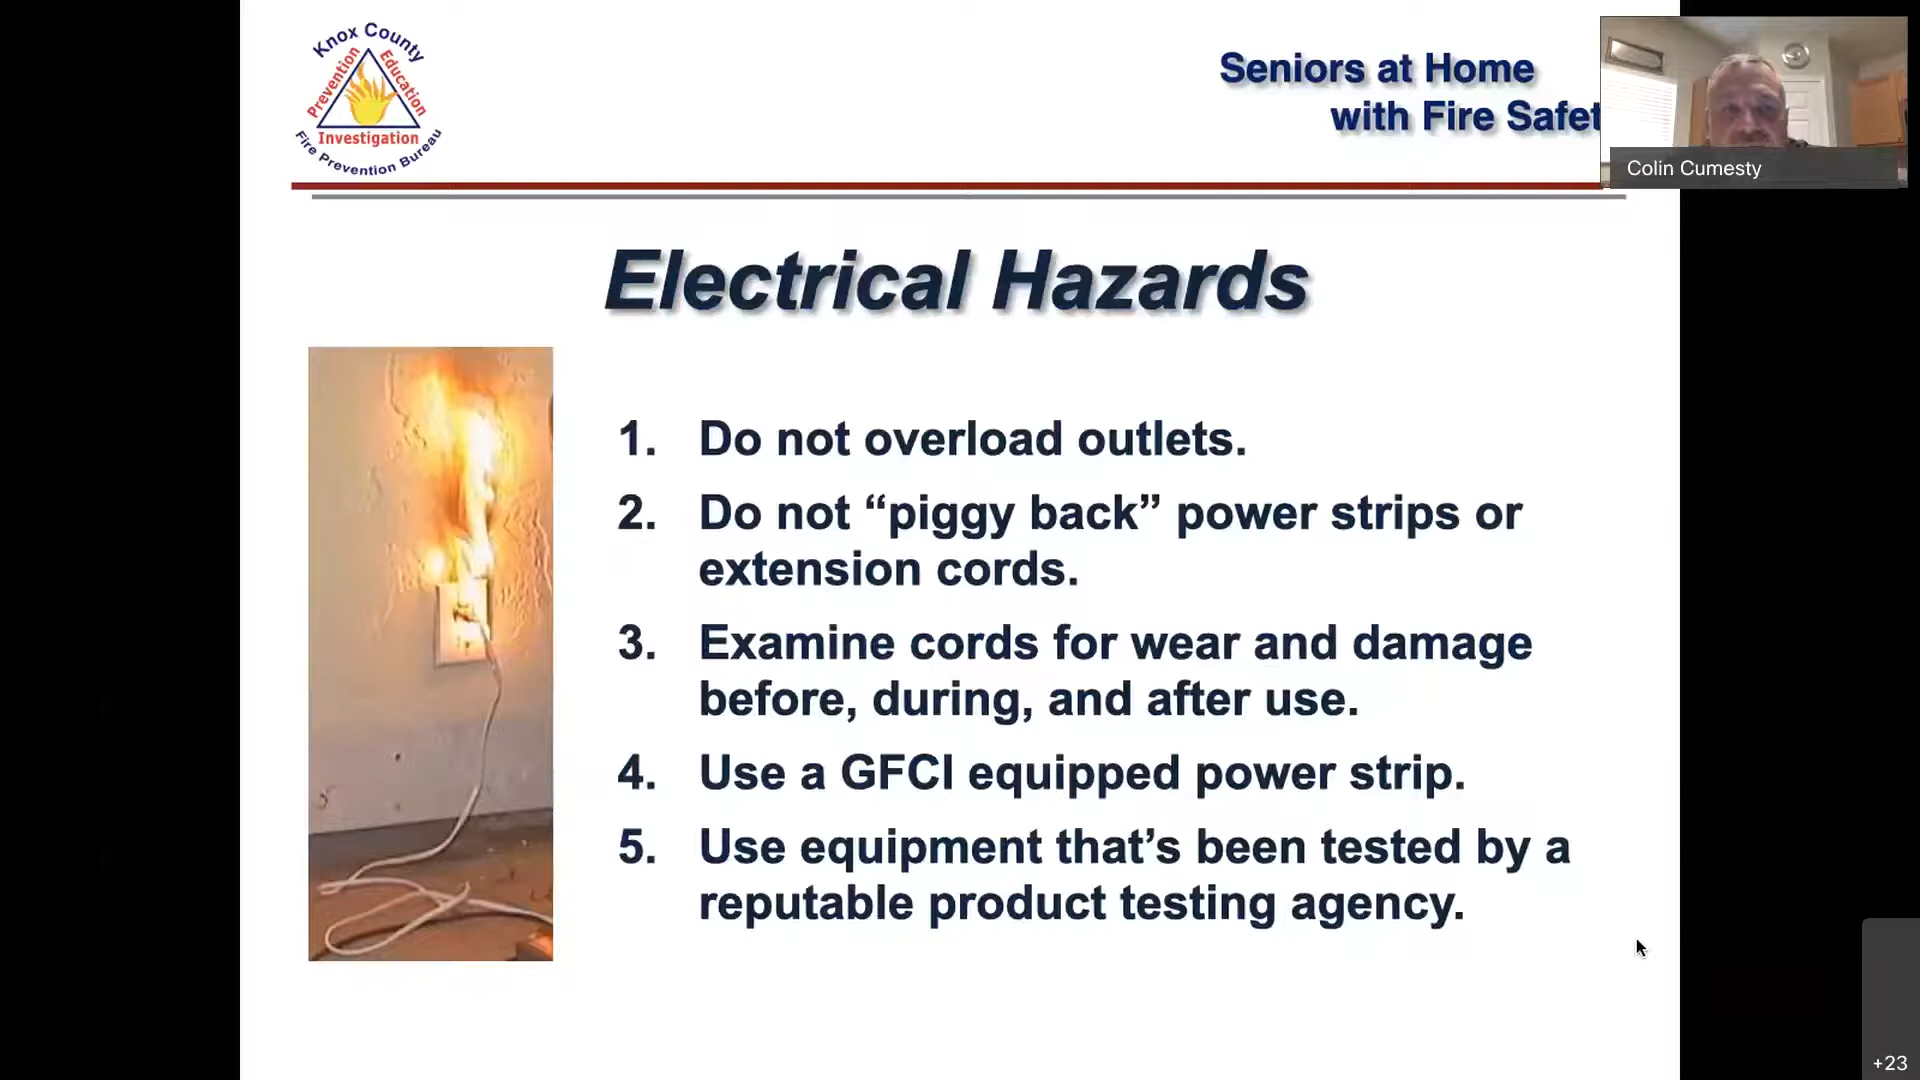 Knox County
Prevention
Education
Investigation
Fire Prevention Bureau
Seniors at Home
with Fire Safet
Colin Cumesty
Electrical Hazards
1. Do not overload outlets.
2. Do not “piggy back” power strips or
extension cords.
3. Examine cords for wear and damage
before, during, and after use.
4. Use a GFCI equipped power strip.
5. Use equipment that’s been tested by a
reputable product testing agency.
+23